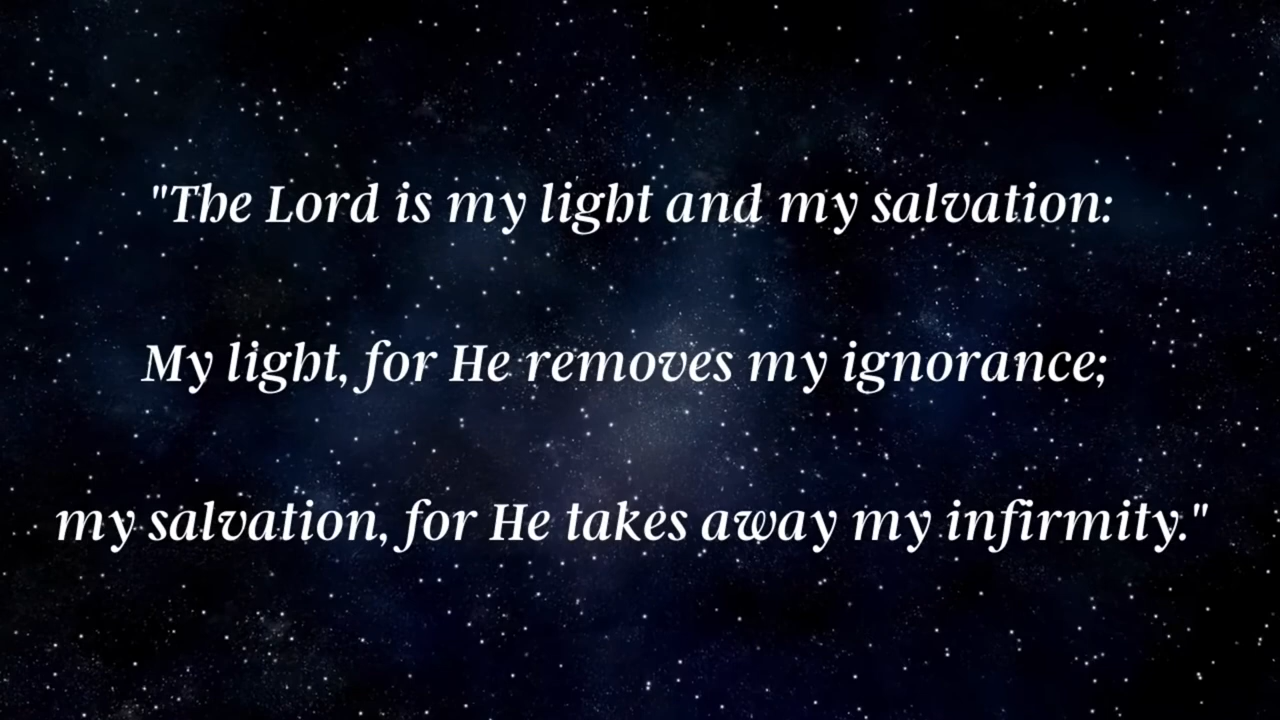 "The Lord is my light and my salvation:
My light, for He removes my ignorance;
my salvation, for He takes away my infirmity."